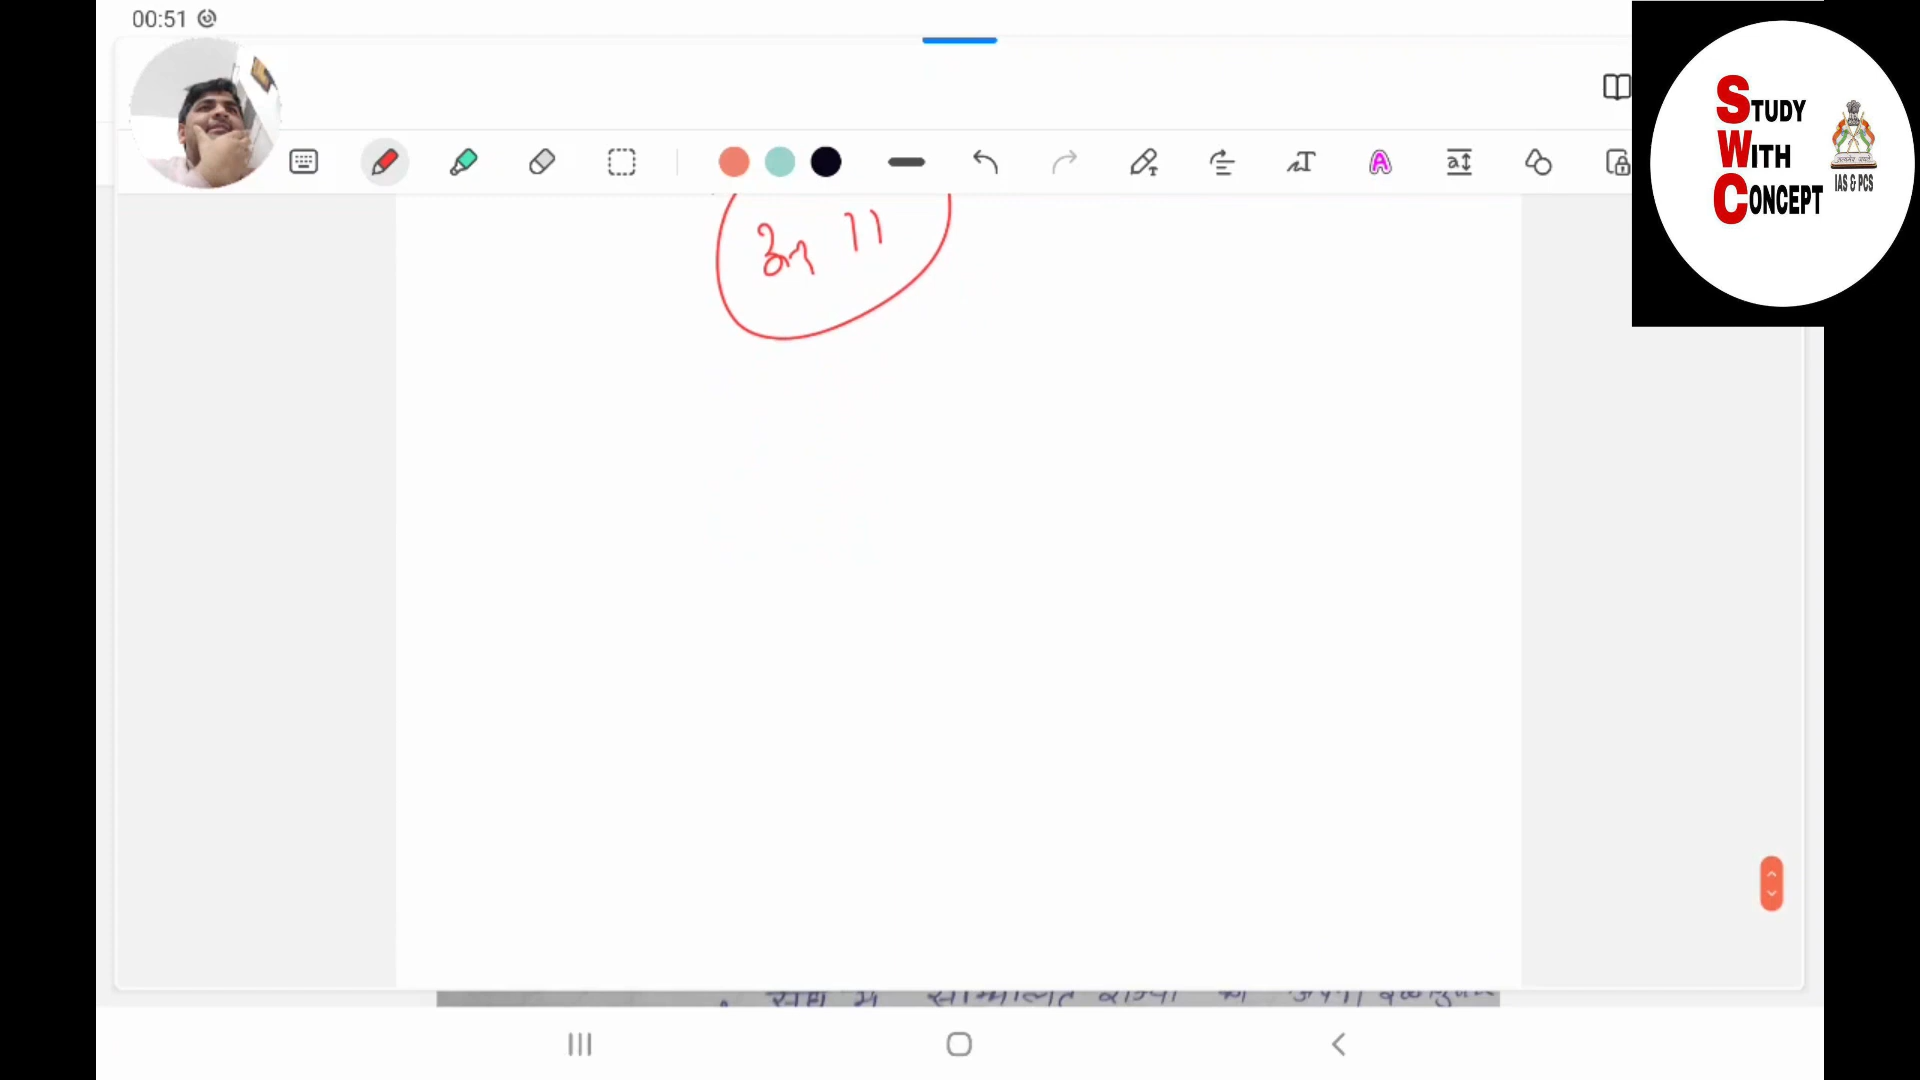 00:51
STUDY
WITH
CONCEPT
IAS & PCS
अनु 11